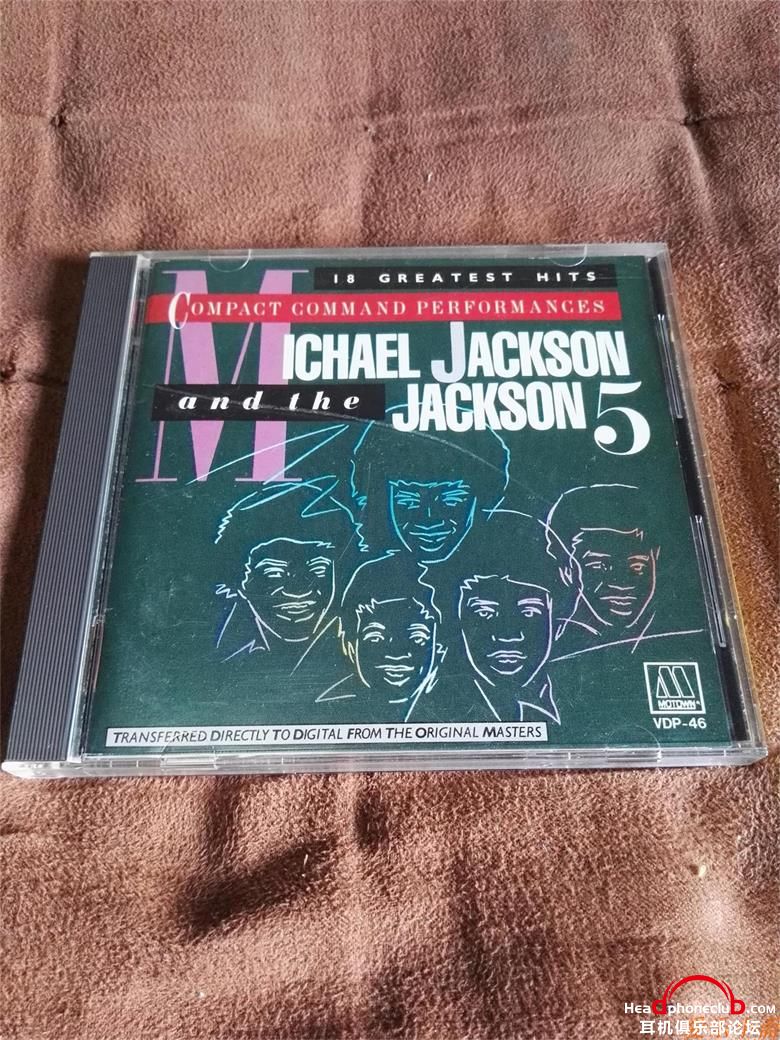 18 GREATEST HITS
COMPACT COMMAND PERFORMANCES
MICHAEL JACKSON
and the JACKSON 5
MOTOWN
VDP-46
TRANSFERRED DIRECTLY TO DIGITAL FROM THE ORIGINAL MASTERS
HeadphonecluB.com
耳机俱乐部论坛